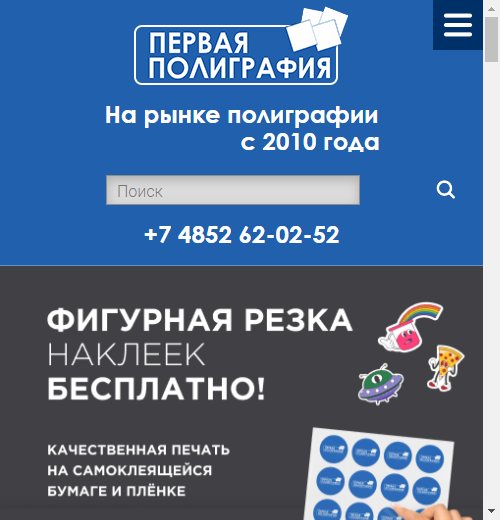 ПЕРВАЯ
ПОЛИГРАФИЯ
На рынке полиграфии
с 2010 года
Поиск
+7 4852 62-02-52
ФИГУРНАЯ РЕЗКА
НАКЛЕЕК
БЕСПЛАТНО!
КАЧЕСТВЕННАЯ ПЕЧАТЬ
НА САМОКЛЕЯЩЕЙСЯ
БУМАГЕ И ПЛЁНКЕ